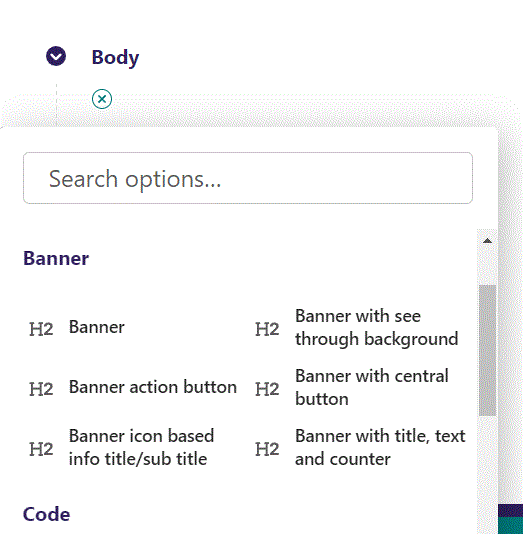 Body
Search options...
Banner
H2 Banner
H2 Banner with see
through background
H2 Banner action button
H2 Banner with central
button
H2 Banner icon based
info title/sub title
H2 Banner with title, text
and counter
Code